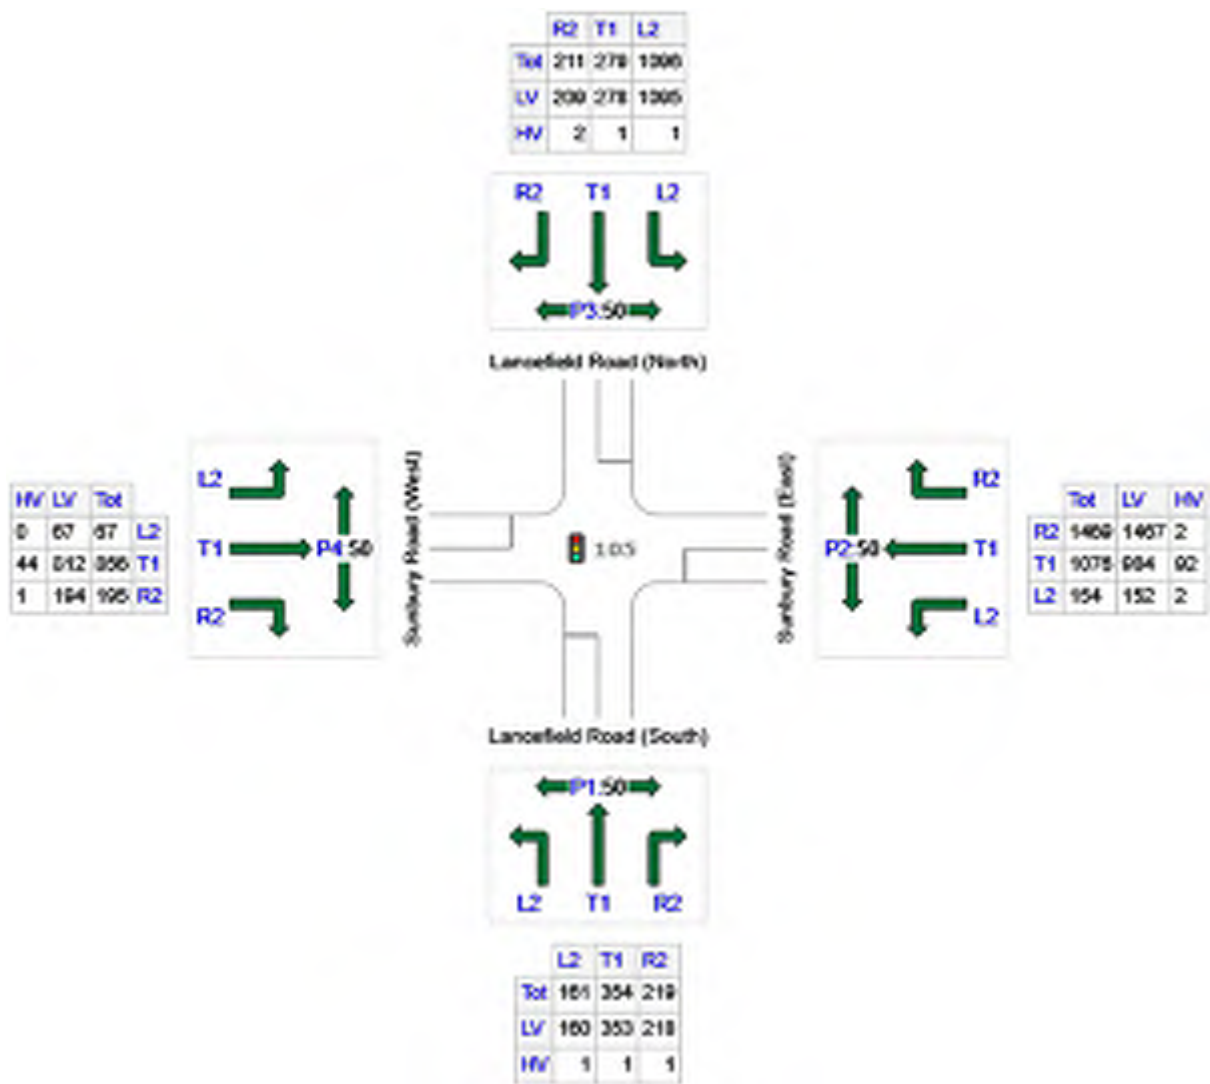 R2 T1 L2
Tot 211 279 1096
LV 209 278 1095
HV 2 1 1
R2 T1 L2
P3:50
Lancefield Road (North)
HV LV Tot
0 67 67 L2
44 812 856 T1
1 194 195 R2
L2
T1 P4:50
R2
Sunbury Road (West)
105
Sunbury Road (East)
R2
P2:50 T1
L2
Tot LV HV
R2 1469 1467 2
T1 1076 984 92
L2 154 152 2
Lancefield Road (South)
P1:50
L2 T1 R2
L2 T1 R2
Tot 161 354 219
LV 160 353 218
HV 1 1 1